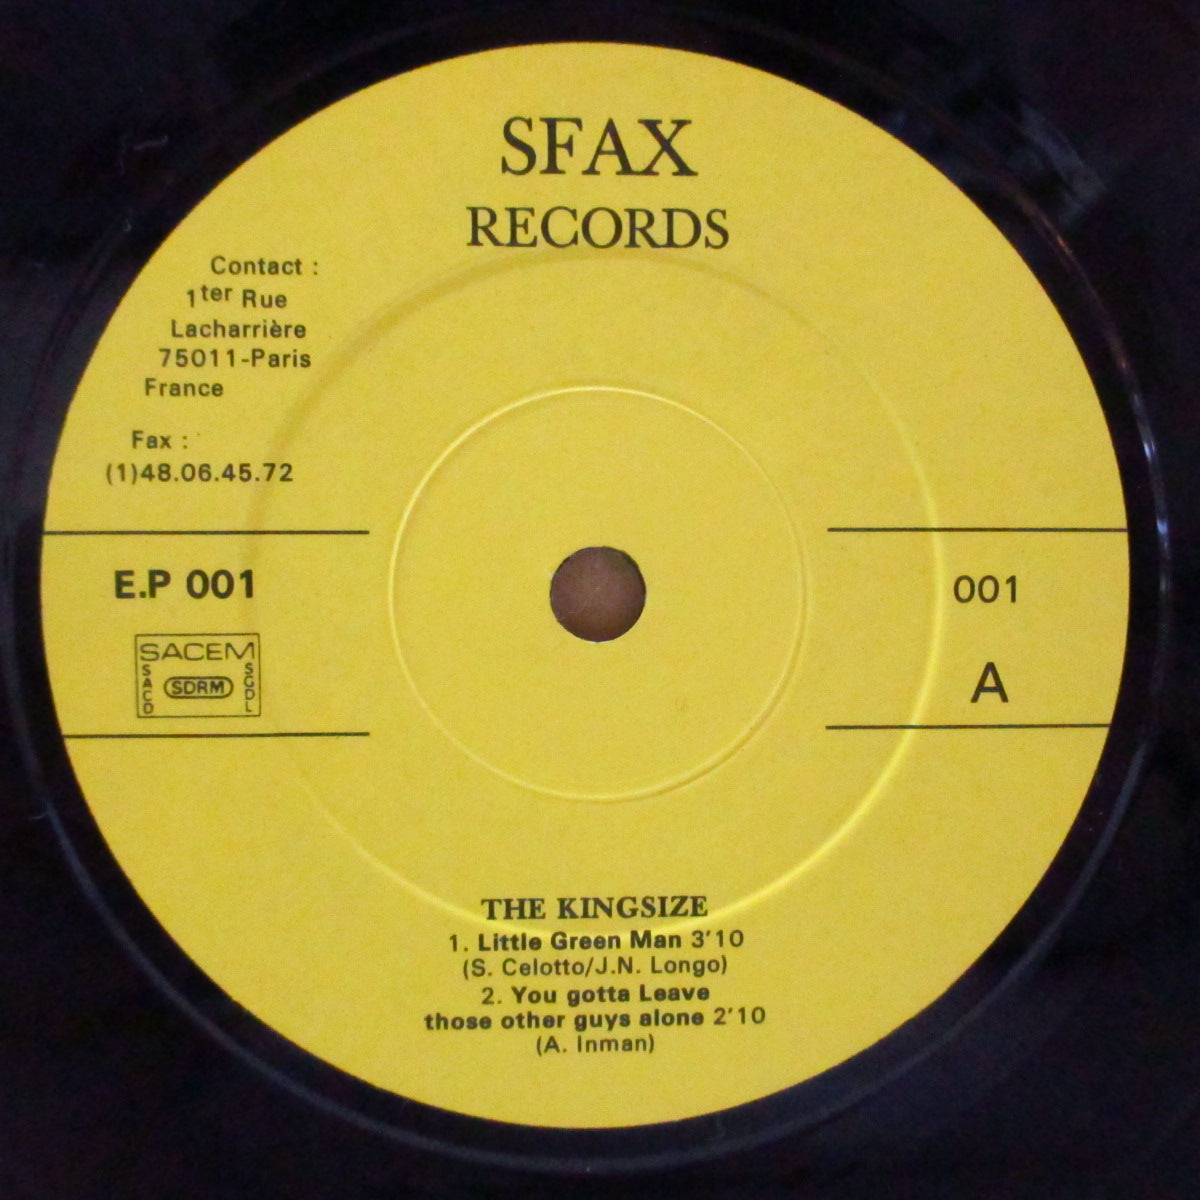 SFAX
RECORDS
Contact :
1ter Rue
Lacharrière
75011-Paris
France
Fax :
(1)48.06.45.72
E.P 001
SACEM
SACD
SDRM
SGDL
001
A
THE KINGSIZE
1. Little Green Man 3'10
(S. Celotto/J.N. Longo)
2. You gotta Leave
those other guys alone 2'10
(A. Inman)